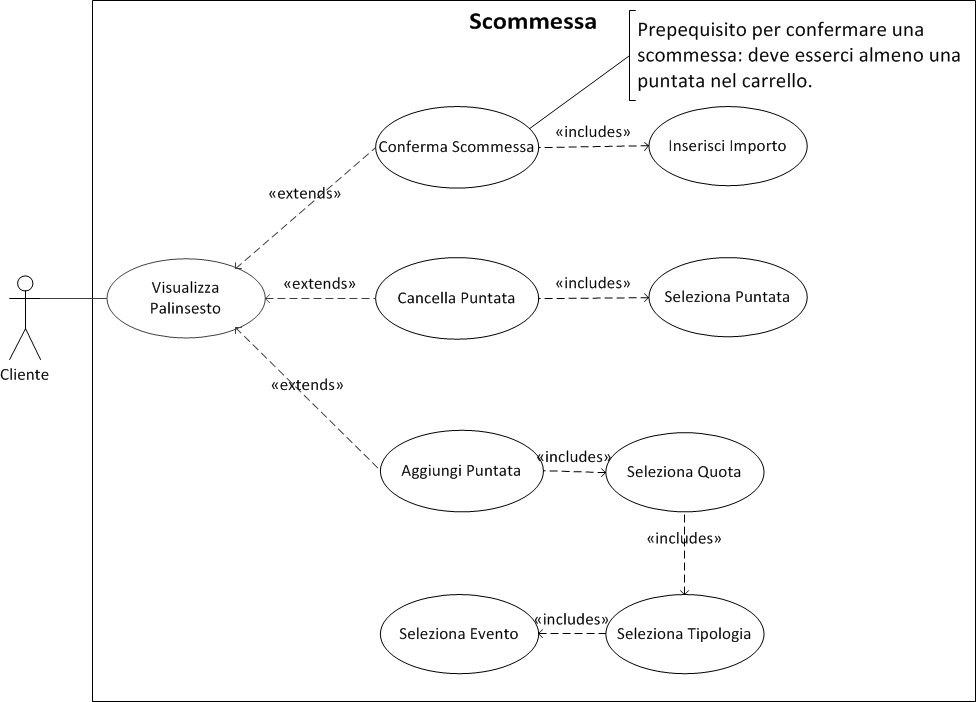 Scommessa
Prepequisito per confermare una
scommessa: deve esserci almeno una
puntata nel carrello.
«includes»
Conferma Scommessa
Inserisci Importo
«extends»
Visualizza
Palinsesto
«extends»
Cancella Puntata
«includes»
Seleziona Puntata
Cliente
«extends»
Aggiungi Puntata
«includes»
Seleziona Quota
«includes»
Seleziona Evento
«includes»
Seleziona Tipologia